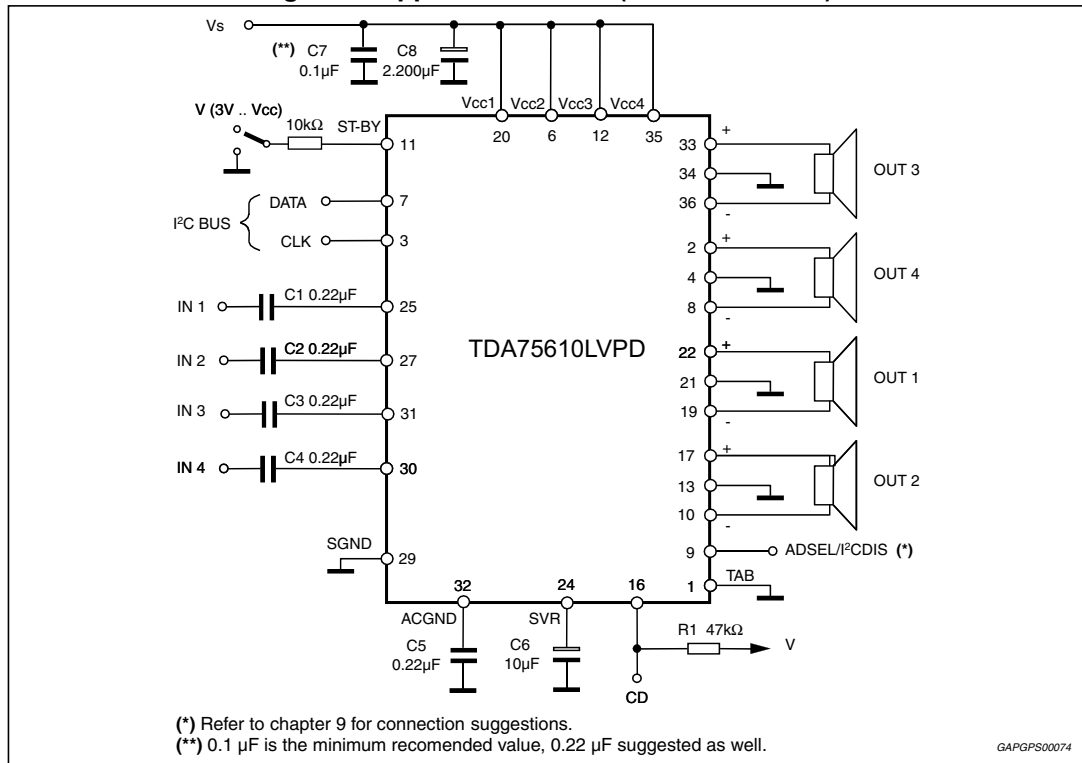 Vs
(**) C7 C8
0.1µF 2.200µF
V (3V .. Vcc)
10kΩ ST-BY
Vcc1 Vcc2 Vcc3 Vcc4
20 6 12 35
11
I²C BUS
DATA
7
CLK
3
IN 1
C1 0.22µF
25
IN 2
C2 0.22µF
27
IN 3
C3 0.22µF
31
IN 4
C4 0.22µF
30
SGND
29
TDA75610LVPD
33 +
34
36 -
OUT 3
2 +
4
8 -
OUT 4
22 +
21
19 -
OUT 1
17 +
13
10 -
OUT 2
9 ADSEL/I²CDIS (*)
1 TAB
32 24 16
ACGND SVR
C5
0.22µF
C6
10µF
R1 47kΩ V
CD
(*) Refer to chapter 9 for connection suggestions.
(**) 0.1 µF is the minimum recomended value, 0.22 µF suggested as well.
GAPGPS00074